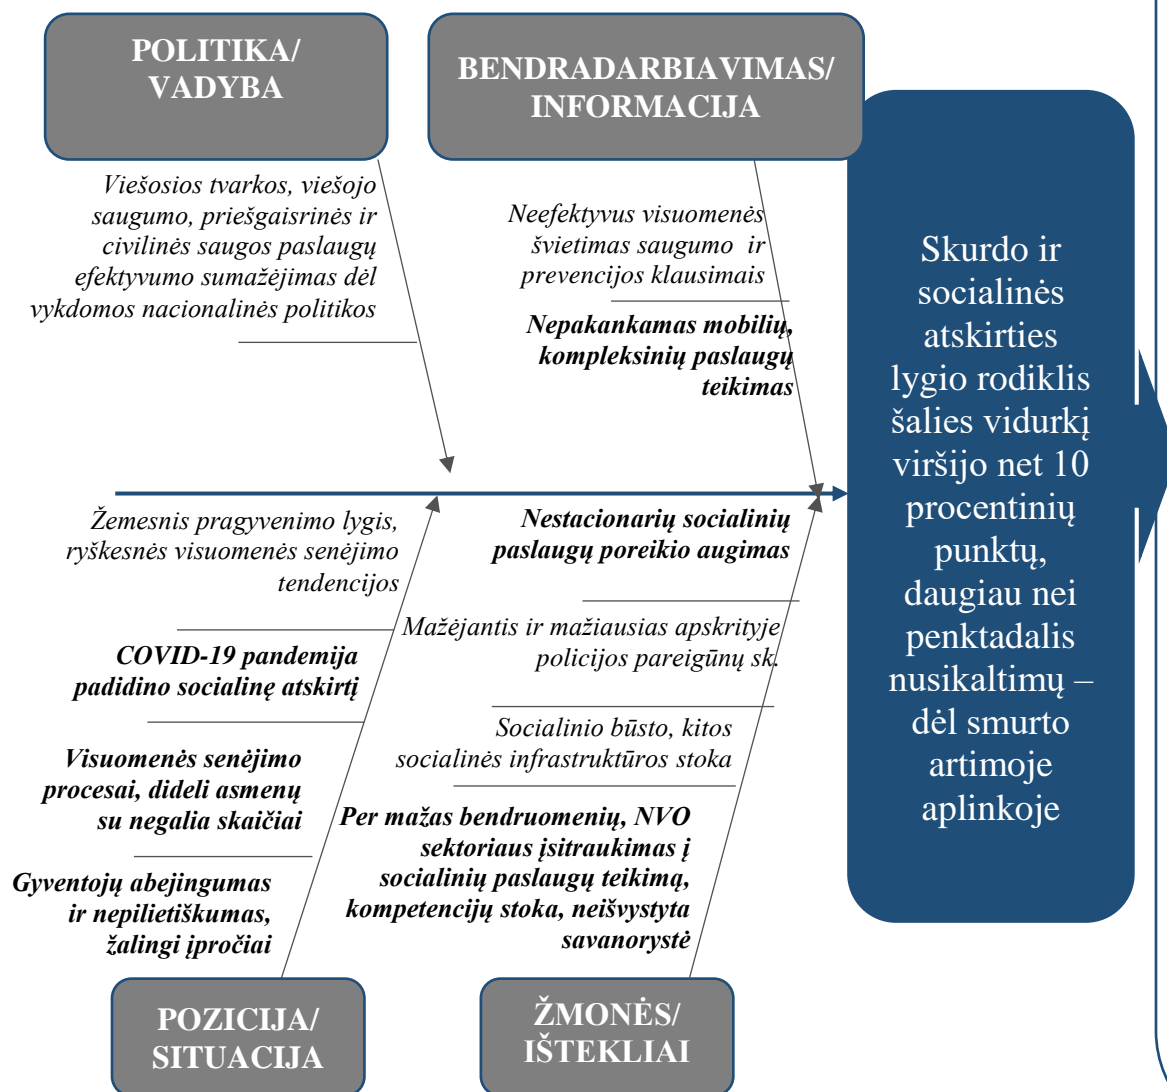 POLITIKA/
VADYBA
BENDRADARBIAVIMAS/
INFORMACIJA
Viešosios tvarkos, viešojo
saugumo, priešgaisrinės ir
civilinės saugos paslaugų
efektyvumo sumažėjimas dėl
vykdomos nacionalinės politikos
Neefektyvus visuomenės
švietimas saugumo ir
prevencijos klausimais
Nepakankamas mobilių,
kompleksinių paslaugų
teikimas
Žemesnis pragyvenimo lygis,
ryškesnės visuomenės senėjimo
tendencijos
COVID-19 pandemija
padidino socialinę atskirtį
Visuomenės senėjimo
procesai, dideli asmenų
su negalia skaičiai
Gyventojų abejingumas
ir nepilietiškumas,
žalingi įpročiai
Nestacionarių socialinių
paslaugų poreikio augimas
Mažėjantis ir mažiausias apskrityje
policijos pareigūnų sk.
Socialinio būsto, kitos
socialinės infrastruktūros stoka
Per mažas bendruomenių, NVO
sektoriaus įsitraukimas į
socialinių paslaugų teikimą,
kompetencijų stoka, neišvystyta
savanorystė
POZICIJA/
SITUACIJA
ŽMONĖS/
IŠTEKLIAI
Skurdo ir
socialinės
atskirties
lygio rodiklis
šalies vidurkį
viršijo net 10
procentinių
punktų,
daugiau nei
penktadalis
nusikaltimų –
dėl smurto
artimoje
aplinkoje